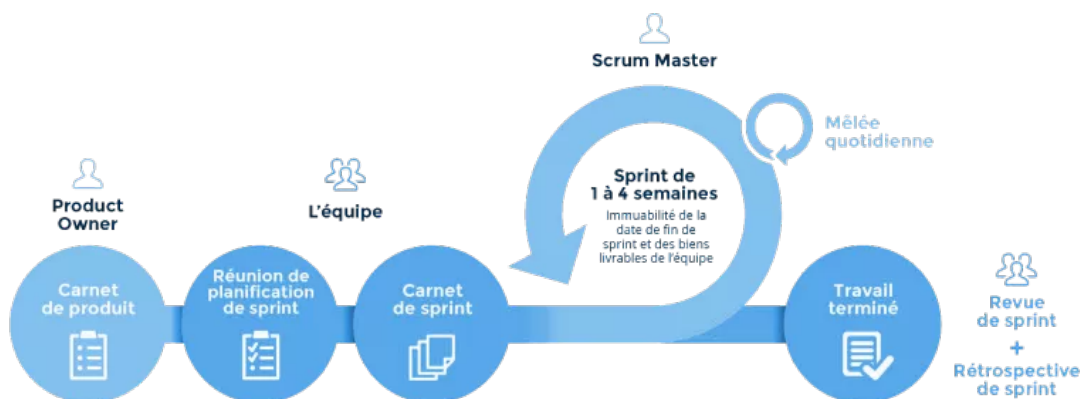 Scrum Master
Mêlée
quotidienne
Product
Owner
L'équipe
Sprint de
1 à 4 semaines
Immuabilité de la
date de fin de
sprint et des biens
livrables de l'équipe
Carnet
de produit
Réunion de
planification
de sprint
Carnet
de sprint
Travail
terminé
Revue
de sprint
+
Rétrospective
de sprint